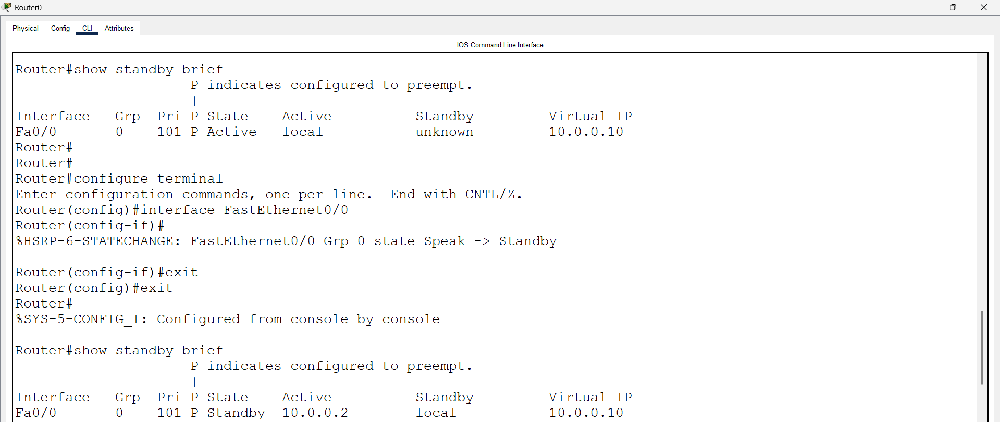 Router0
Physical Config CLI Attributes
IOS Command Line Interface
Router#show standby brief
                     P indicates configured to preempt.
                     |
Interface   Grp  Pri P State    Active          Standby         Virtual IP
Fa0/0       0    101 P Active   local           unknown         10.0.0.10
Router#
Router#
Router#configure terminal
Enter configuration commands, one per line.  End with CNTL/Z.
Router(config)#interface FastEthernet0/0
Router(config-if)#
%HSRP-6-STATECHANGE: FastEthernet0/0 Grp 0 state Speak -> Standby

Router(config-if)#exit
Router(config)#exit
Router#
%SYS-5-CONFIG_I: Configured from console by console

Router#show standby brief
                     P indicates configured to preempt.
                     |
Interface   Grp  Pri P State    Active          Standby         Virtual IP
Fa0/0       0    101 P Standby  10.0.0.2        local           10.0.0.10